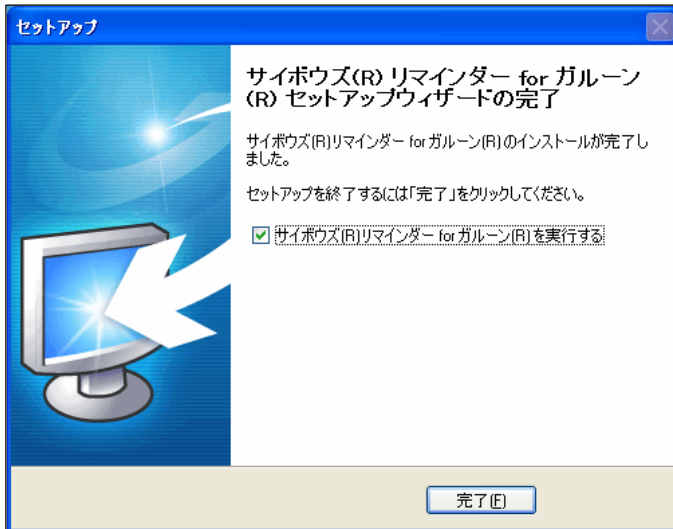 セットアップ
サイボウズ(R) リマインダー for ガルーン
(R) セットアップウィザードの完了
サイボウズ(R)リマインダー for ガルーン(R)のインストールが完了し
ました。
セットアップを終了するには「完了」をクリックしてください。
サイボウズ(R)リマインダー for ガルーン(R)を実行する
完了(F)